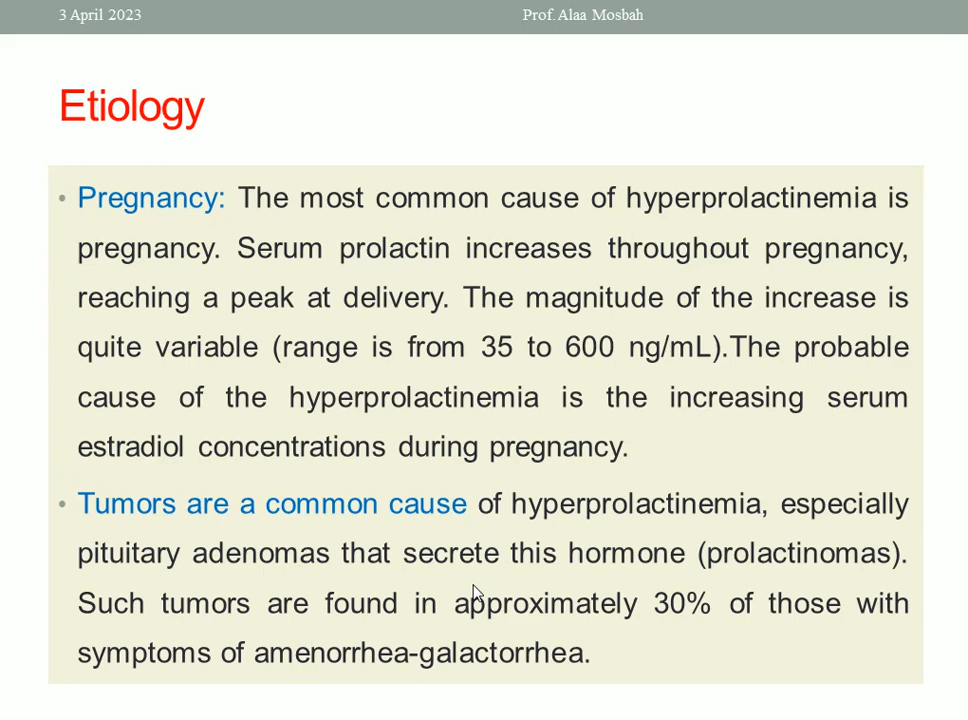 3 April 2023
Prof. Alaa Mosbah
Etiology
• Pregnancy: The most common cause of hyperprolactinemia is
pregnancy. Serum prolactin increases throughout pregnancy,
reaching a peak at delivery. The magnitude of the increase is
quite variable (range is from 35 to 600 ng/mL).The probable
cause of the hyperprolactinemia is the increasing serum
estradiol concentrations during pregnancy.
• Tumors are a common cause of hyperprolactinemia, especially
pituitary adenomas that secrete this hormone (prolactinomas).
Such tumors are found in approximately 30% of those with
symptoms of amenorrhea-galactorrhea.